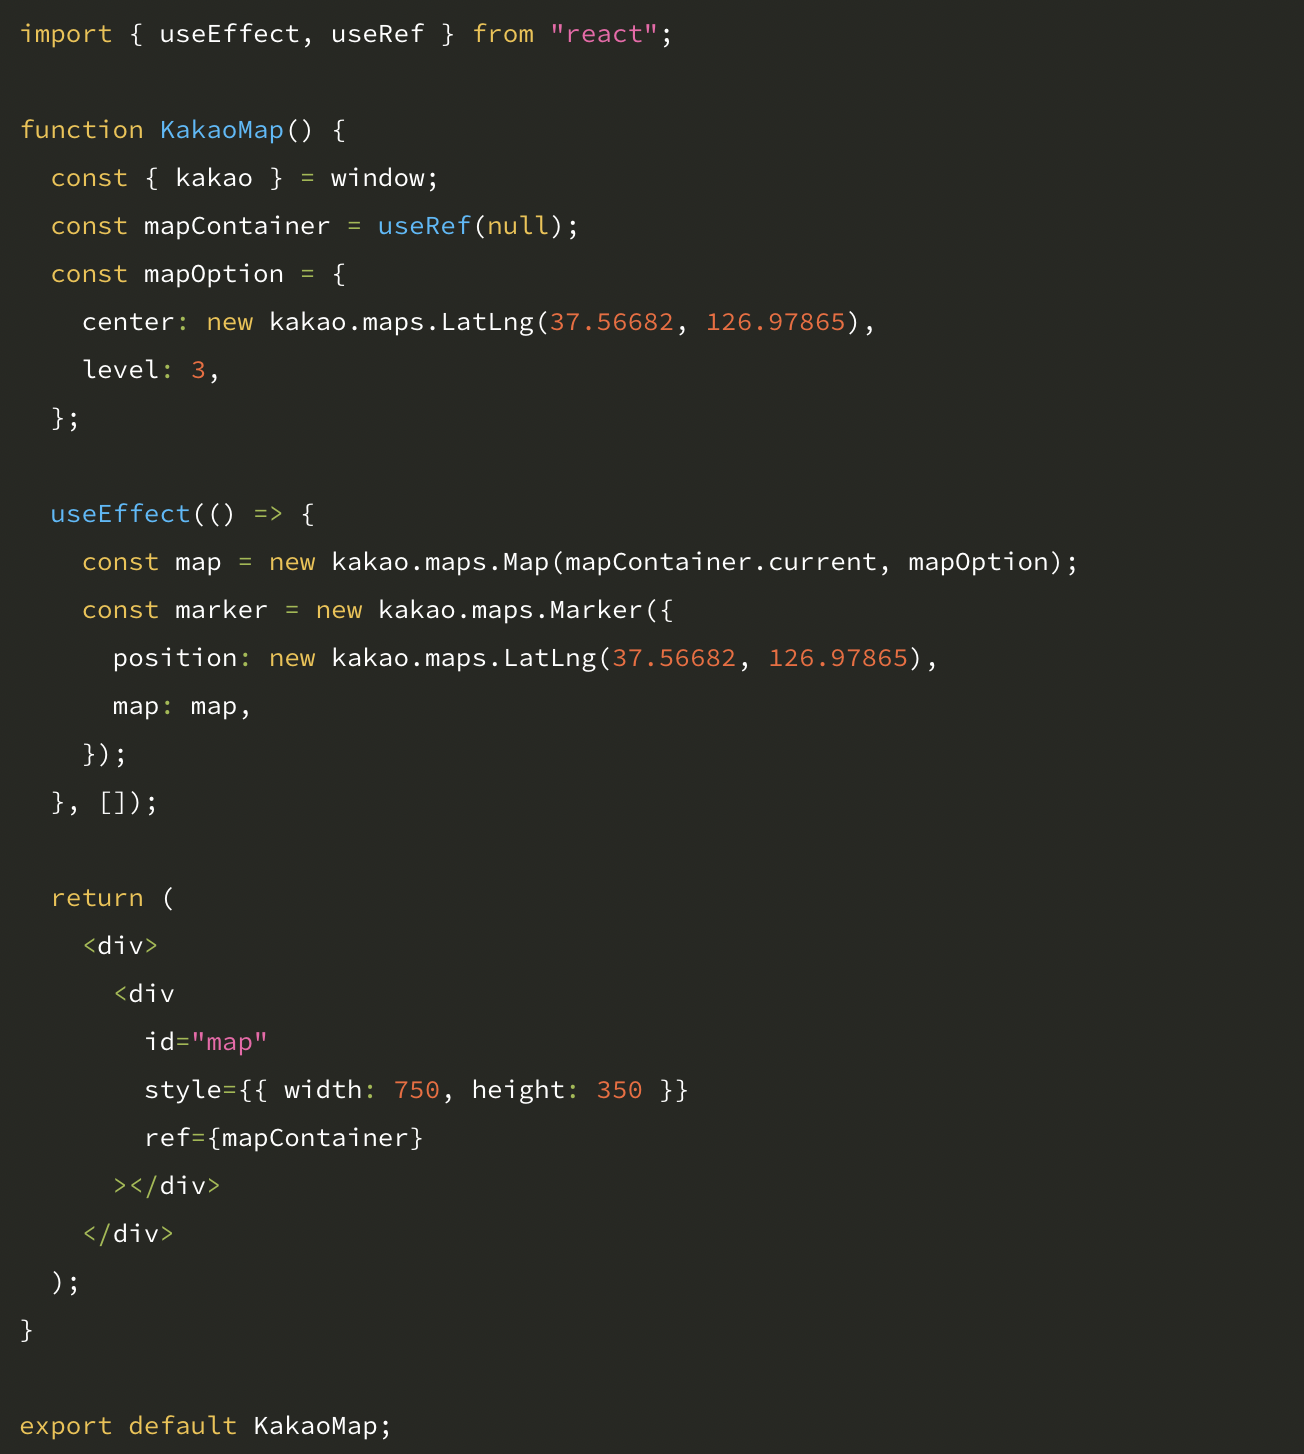 import { useEffect, useRef } from "react";

function KakaoMap() {
  const { kakao } = window;
  const mapContainer = useRef(null);
  const mapOption = {
    center: new kakao.maps.LatLng(37.56682, 126.97865),
    level: 3,
  };

  useEffect(() => {
    const map = new kakao.maps.Map(mapContainer.current, mapOption);
    const marker = new kakao.maps.Marker({
      position: new kakao.maps.LatLng(37.56682, 126.97865),
      map: map,
    });
  }, []);

  return (
    <div>
      <div
        id="map"
        style={{ width: 750, height: 350 }}
        ref={mapContainer}
      ></div>
    </div>
  );
}

export default KakaoMap;